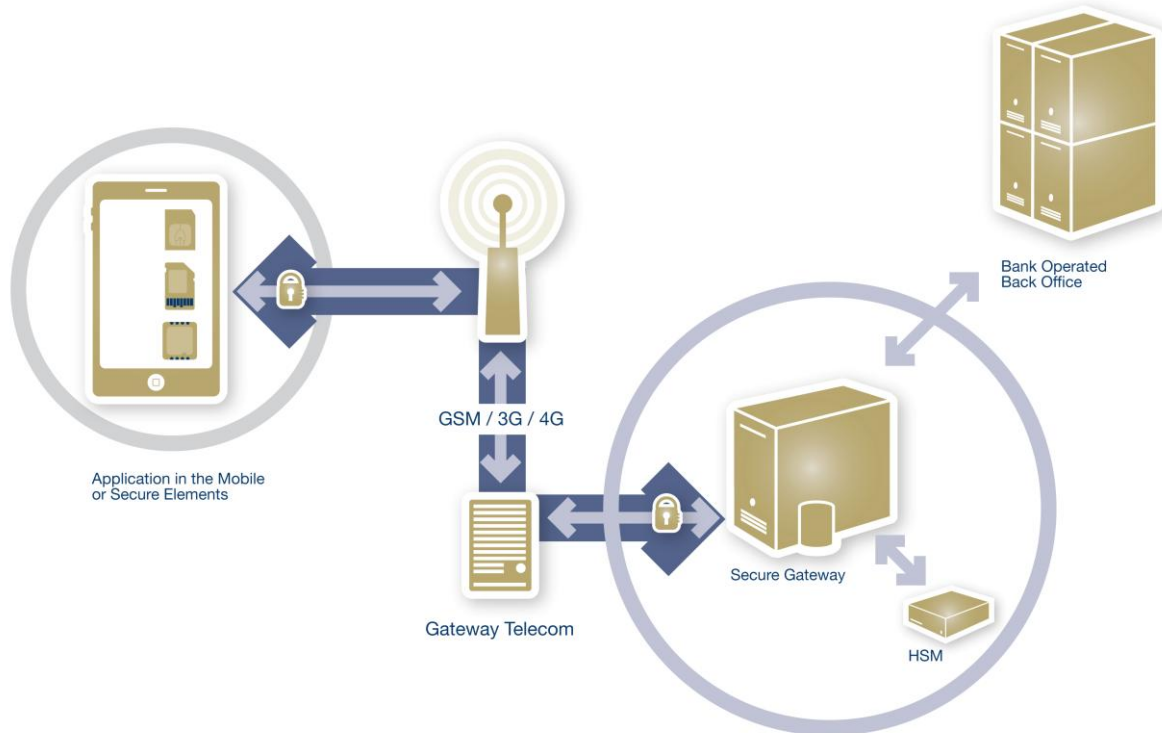 Bank Operated
Back Office
GSM / 3G / 4G
Application in the Mobile
or Secure Elements
Secure Gateway
Gateway Telecom
HSM